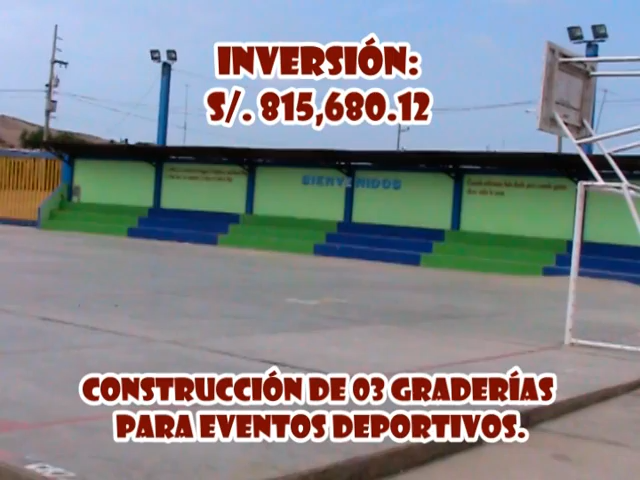 INVERSIÓN:
S/. 815,680.12
BIENVENIDOS
CONSTRUCCIÓN DE 03 GRADERÍAS
PARA EVENTOS DEPORTIVOS.